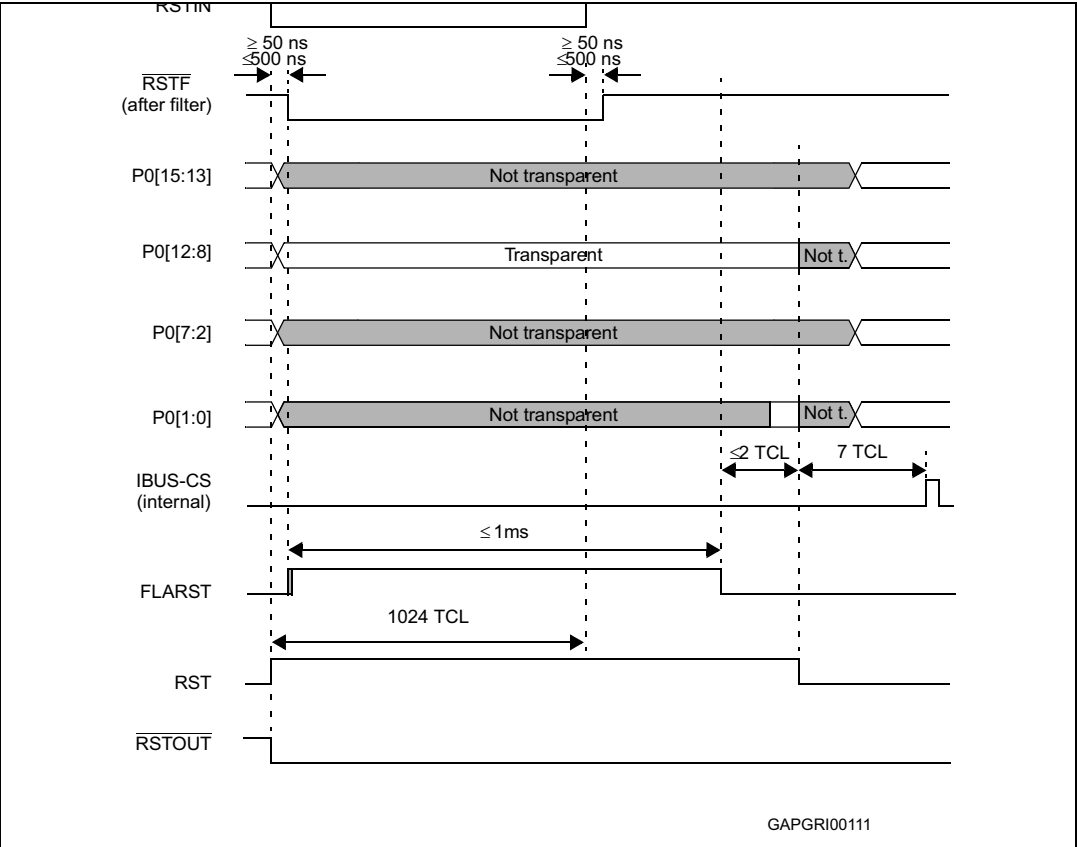 RSTIN
≥ 50 ns ≥ 50 ns
≤500 ns ≤500 ns
RSTF
(after filter)
P0[15:13] Not transparent
P0[12:8] Transparent Not t.
P0[7:2] Not transparent
P0[1:0] Not transparent Not t.
≤2 TCL 7 TCL
IBUS-CS
(internal)
≤ 1ms
FLARST
1024 TCL
RST
RSTOUT
GAPGRI00111